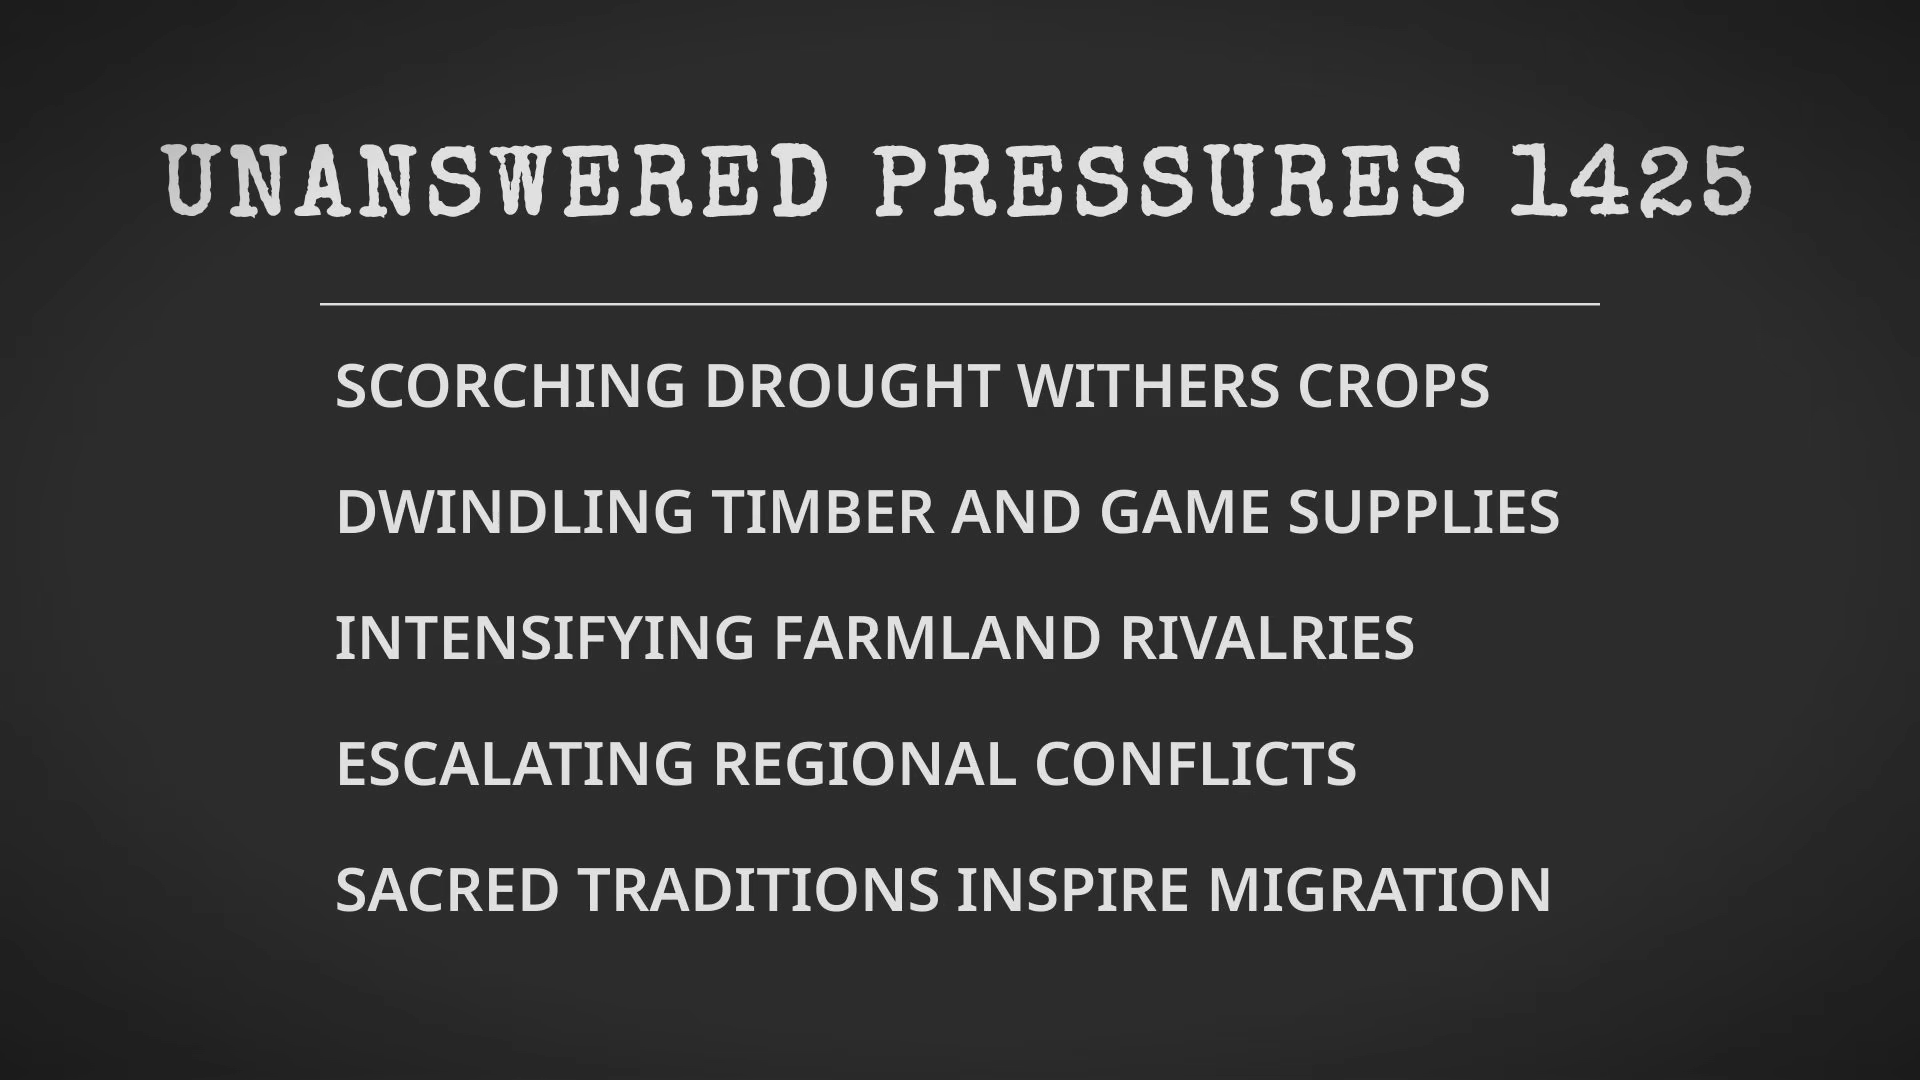 UNANSWERED PRESSURES 1425
SCORCHING DROUGHT WITHERS CROPS
DWINDLING TIMBER AND GAME SUPPLIES
INTENSIFYING FARMLAND RIVALRIES
ESCALATING REGIONAL CONFLICTS
SACRED TRADITIONS INSPIRE MIGRATION